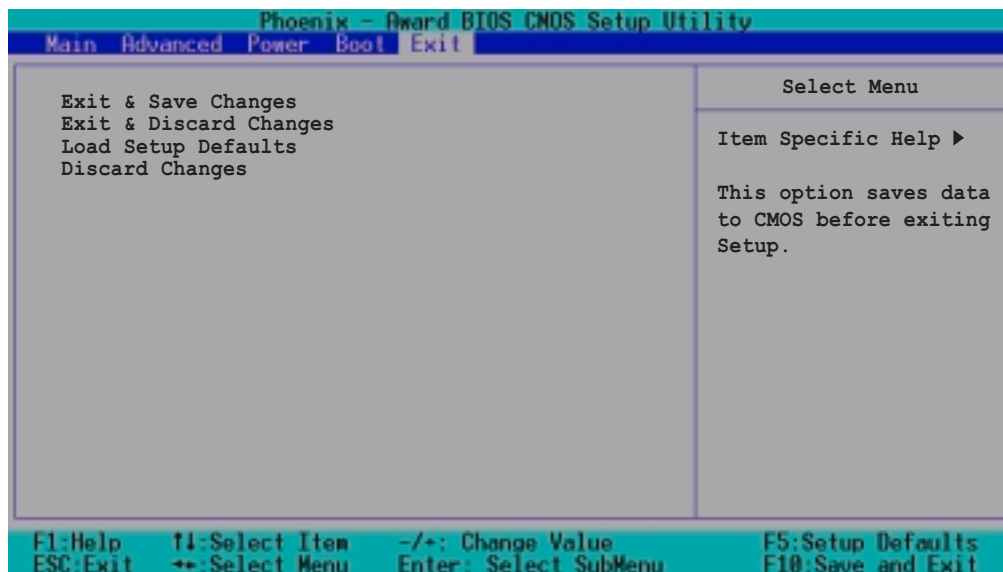 Phoenix - Award BIOS CMOS Setup Utility
Main Advanced Power Boot Exit
Exit & Save Changes
Exit & Discard Changes
Load Setup Defaults
Discard Changes
Select Menu
Item Specific Help ▶
This option saves data
to CMOS before exiting
Setup.
F1:Help ↑↓:Select Item -/+: Change Value F5:Setup Defaults
ESC:Exit ←→:Select Menu Enter: Select SubMenu F10:Save and Exit